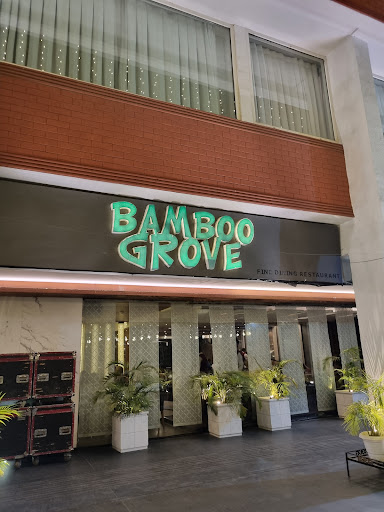 BAMBOO
GROVE
FINE DINING RESTAURANT